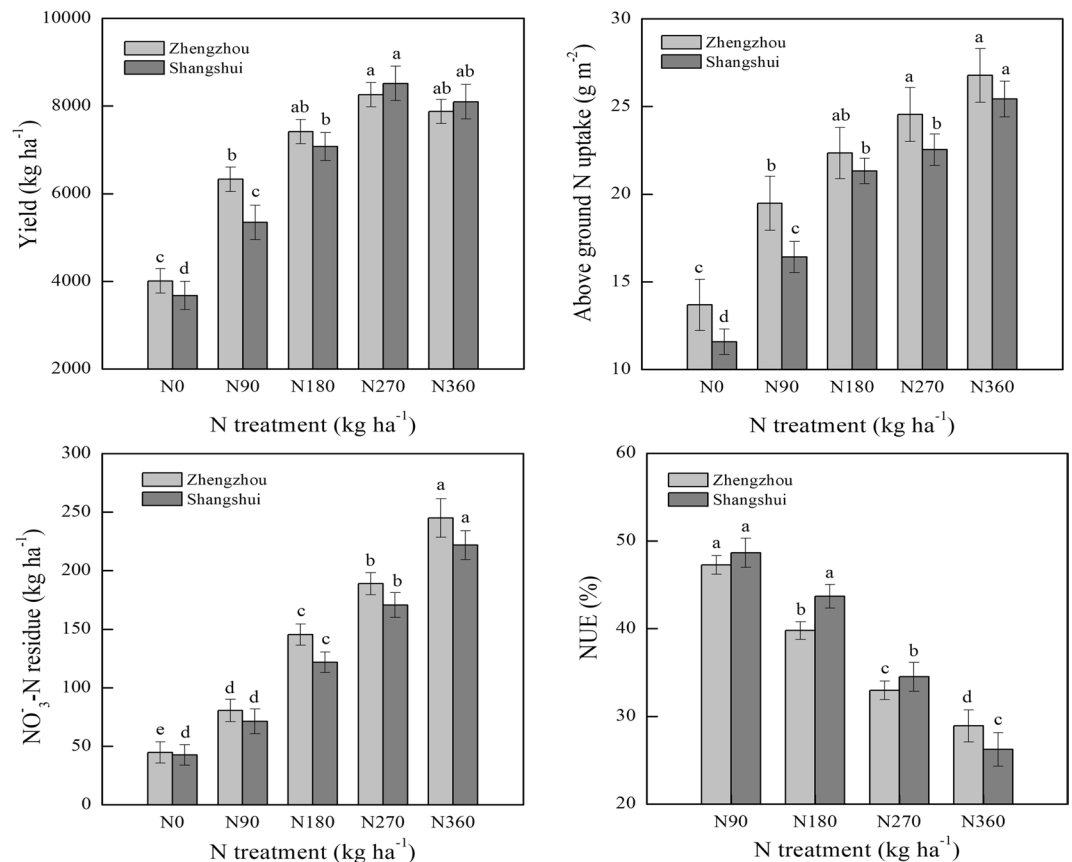 10000
8000
6000
4000
2000
Yield (kg ha⁻¹)
Zhengzhou
Shangshui
c d b c ab b a a ab ab
N0 N90 N180 N270 N360
N treatment (kg ha⁻¹)
30
25
20
15
10
Above ground N uptake (g m⁻²)
Zhengzhou
Shangshui
c d b c ab b a b a a
N0 N90 N180 N270 N360
N treatment (kg ha⁻¹)
300
250
200
150
100
50
0
NO₃⁻-N residue (kg ha⁻¹)
Zhengzhou
Shangshui
e d d d c c b b a a
N0 N90 N180 N270 N360
N treatment (kg ha⁻¹)
60
50
40
30
20
NUE (%)
Zhengzhou
Shangshui
a a b a c b d c
N90 N180 N270 N360
N treatment (kg ha⁻¹)